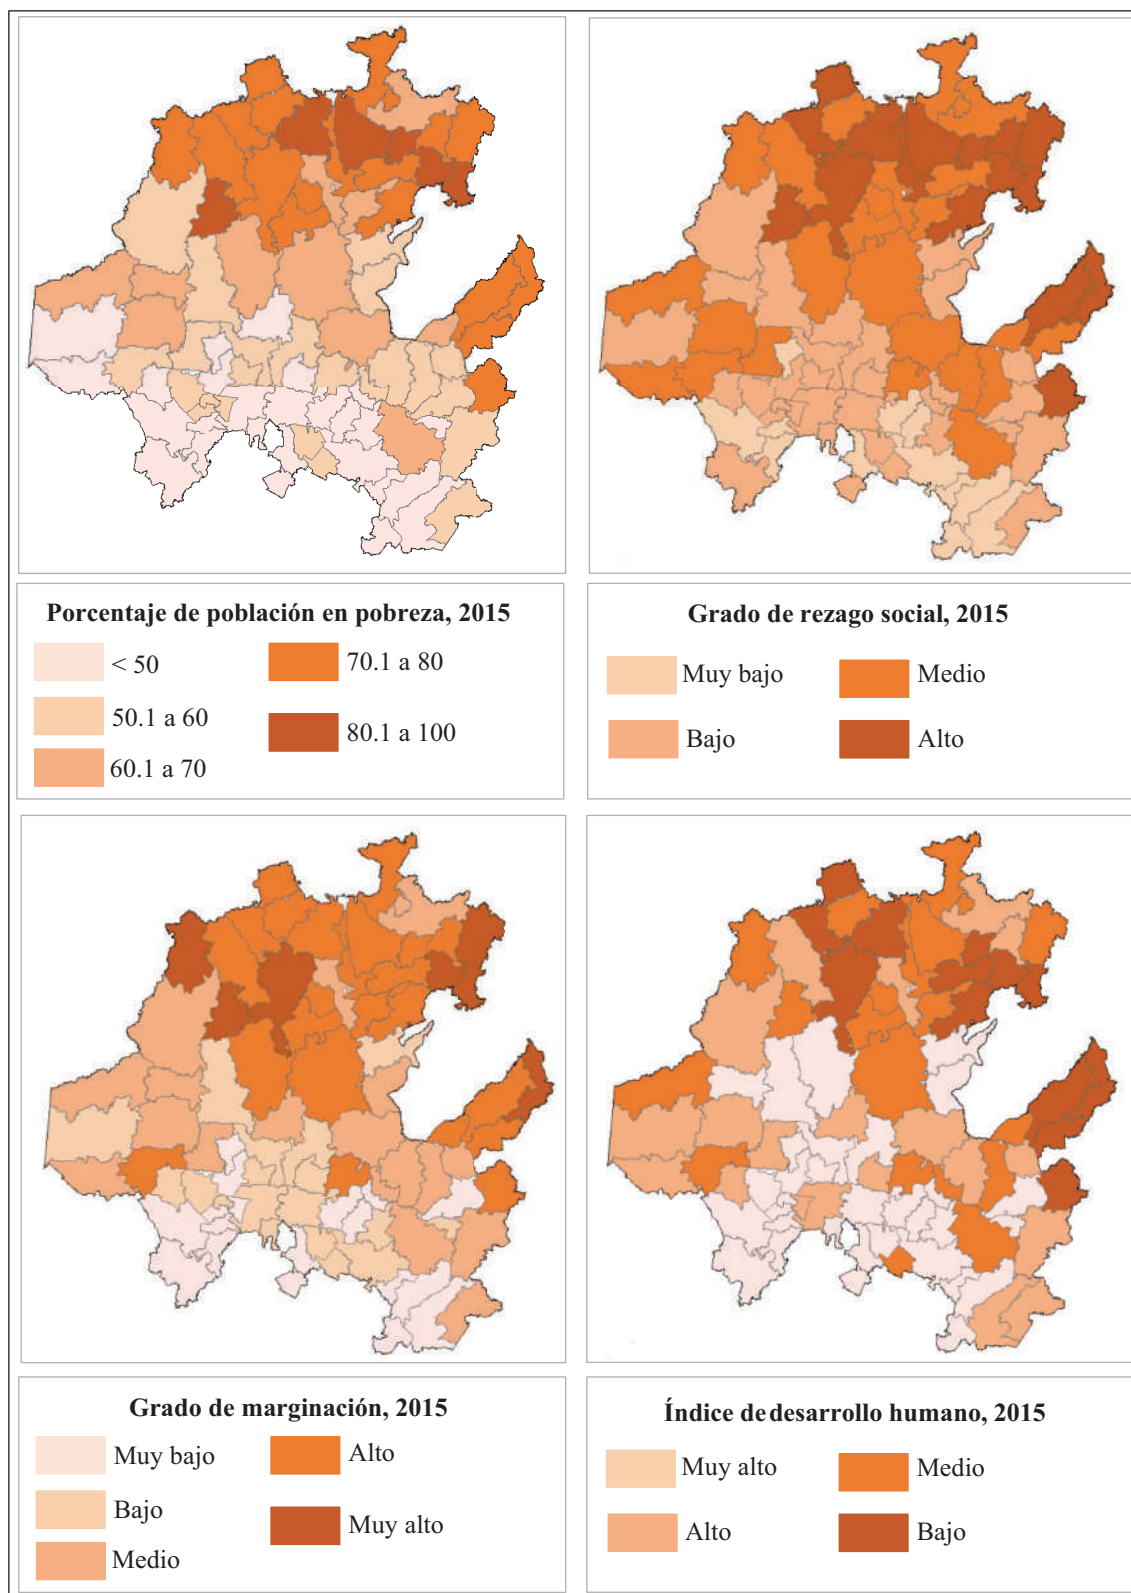 Porcentaje de población en pobreza, 2015
< 50
50.1 a 60
60.1 a 70
70.1 a 80
80.1 a 100
Grado de rezago social, 2015
Muy bajo
Bajo
Medio
Alto
Grado de marginación, 2015
Muy bajo
Bajo
Medio
Alto
Muy alto
Índice de desarrollo humano, 2015
Muy alto
Alto
Medio
Bajo